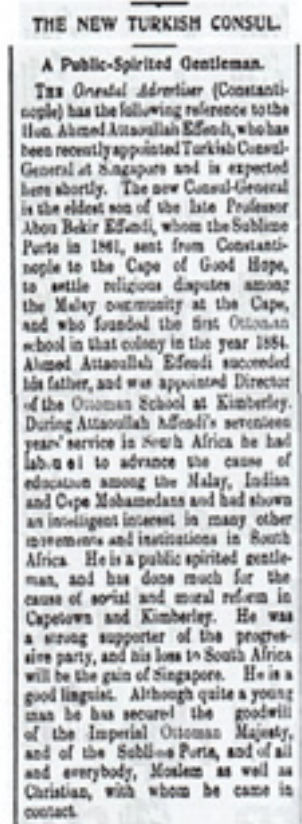 THE NEW TURKISH CONSUL.
A Public-Spirited Gentleman.
THE Oriental Advertiser (Constanti-
nople) has the following reference to the
Hon. Ahmed Attaoullah Effendi, who has
been recently appointed Turkish Consul-
General at Singapore and is expected
here shortly. The new Consul-General
is the eldest son of the late Professor
Abou Bekir Effendi, whom the Sublime
Porte in 1861, sent from Constanti-
nople to the Cape of Good Hope,
to settle religious disputes among
the Malay community at the Cape,
and who founded the first Ottoman
school in that colony in the year 1884.
Ahmed Attaoullah Effendi succeeded
his father, and was appointed Director
of the Ottoman School at Kimberley.
During Attaoullah Effendi's seventeen
years' service in South Africa he had
laboured to advance the cause of
education among the Malay, Indian
and Cape Mohamedans and had shown
an intelligent interest in many other
movements and institutions in South
Africa. He is a public spirited gentle-
man, and has done much for the
cause of social and moral reform in
Capetown and Kimberley. He was
a strong supporter of the progres-
sive party, and his loss to South Africa
will be the gain of Singapore. He is a
good linguist. Although quite a young
man he has secured the goodwill
of the Imperial Ottoman Majesty,
and of the Sublime Porte, and of all
and everybody, Moslem as well as
Christian, with whom he came in
contact.